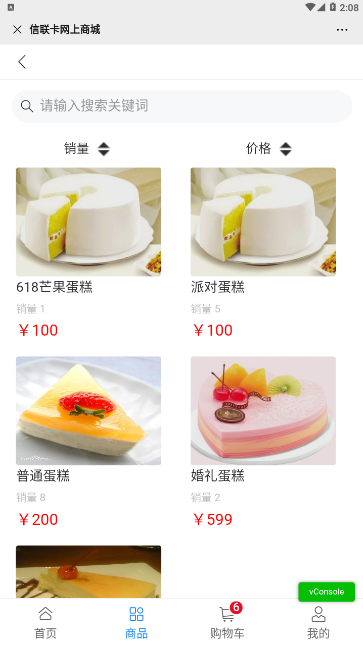 2:08
信联卡网上商城
请输入搜索关键词
销量 价格
618芒果蛋糕 派对蛋糕
销量 1 销量 5
￥100 ￥100
普通蛋糕 婚礼蛋糕
销量 8 销量 2
￥200 ￥599
vConsole
6
首页 商品 购物车 我的